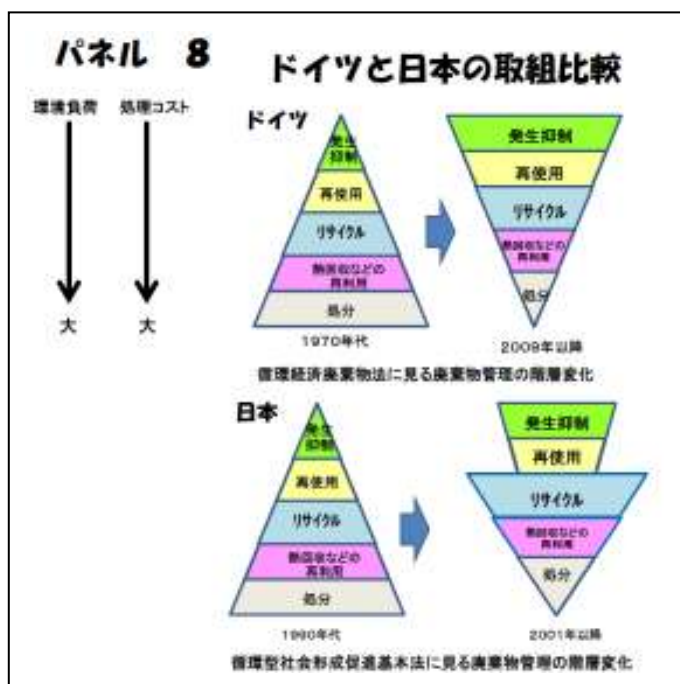 パネル 8
ドイツと日本の取組比較
環境負荷 処理コスト
大 大
ドイツ
発生
抑制
再使用
リサイクル
熱回収などの
再利用
処分
1970年代
発生抑制
再使用
リサイクル
熱回収などの
再利用
処分
2009年以降
循環経済廃棄物法に見る廃棄物管理の階層変化
日本
発生
抑制
再使用
リサイクル
熱回収などの
再利用
処分
1990年代
発生抑制
再使用
リサイクル
熱回収などの
再利用
処分
2001年以降
循環型社会形成促進基本法に見る廃棄物管理の階層変化